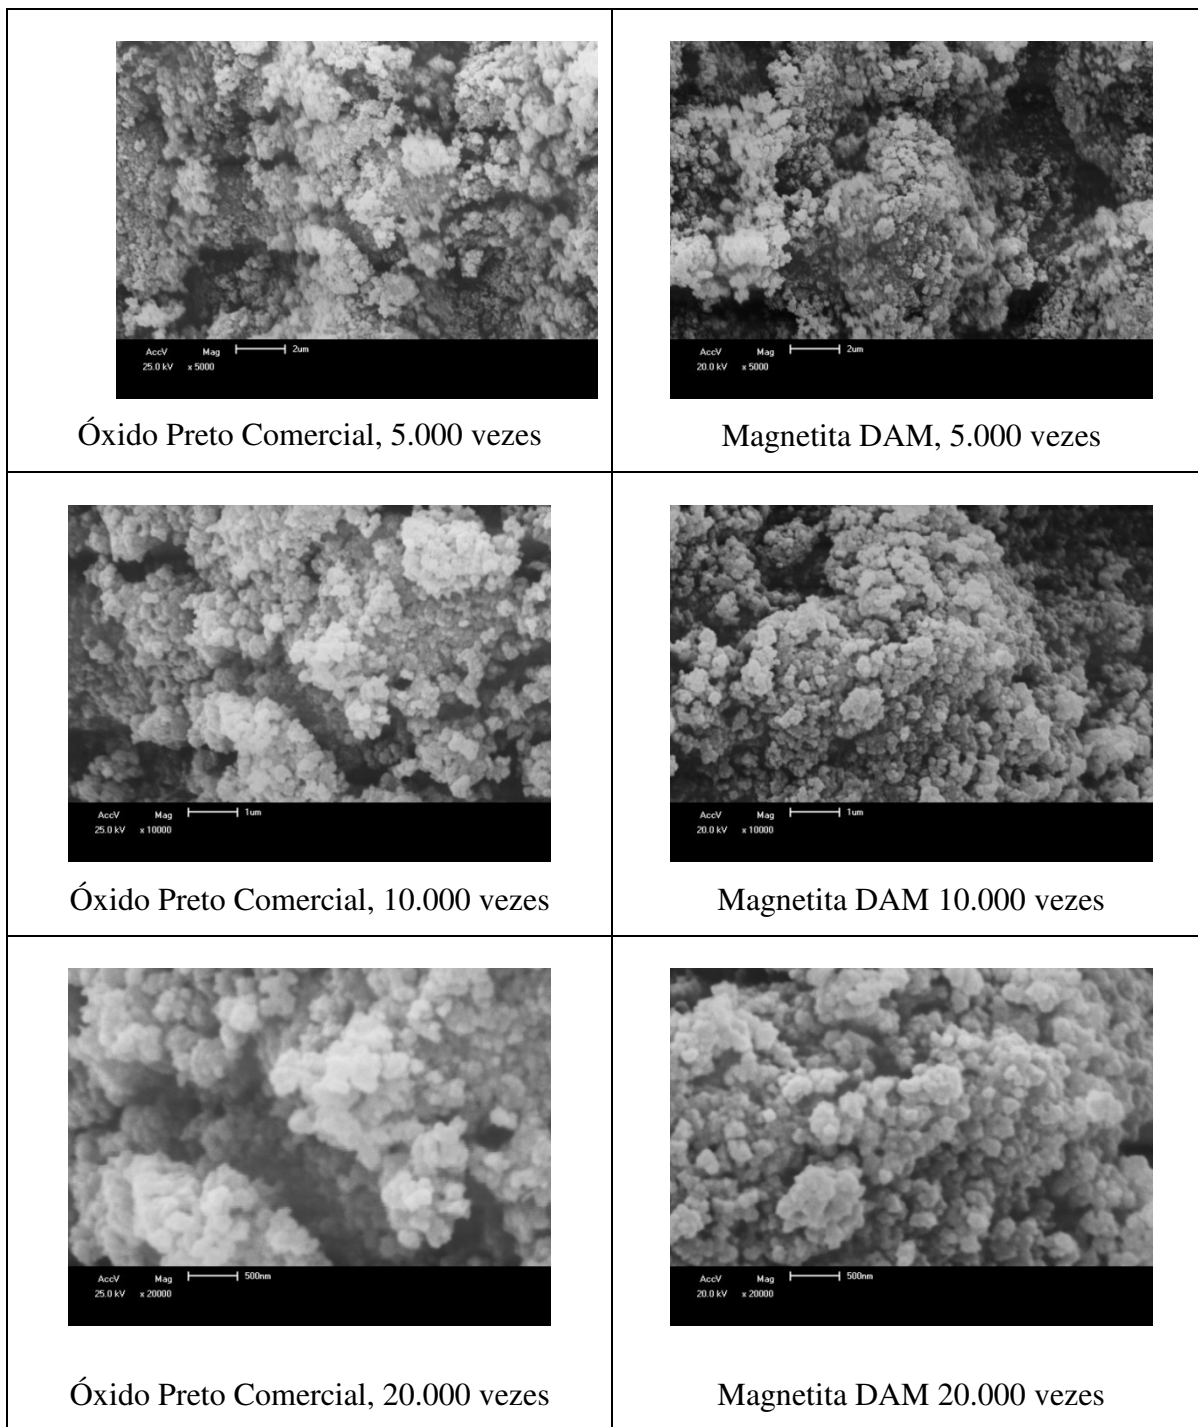 AccV Mag 2um
25.0 kV x 5000
Óxido Preto Comercial, 5.000 vezes
AccV Mag 2um
20.0 kV x 5000
Magnetita DAM, 5.000 vezes
AccV Mag 1um
25.0 kV x 10000
Óxido Preto Comercial, 10.000 vezes
AccV Mag 1um
20.0 kV x 10000
Magnetita DAM 10.000 vezes
AccV Mag 500nm
25.0 kV x 20000
Óxido Preto Comercial, 20.000 vezes
AccV Mag 500nm
20.0 kV x 20000
Magnetita DAM 20.000 vezes